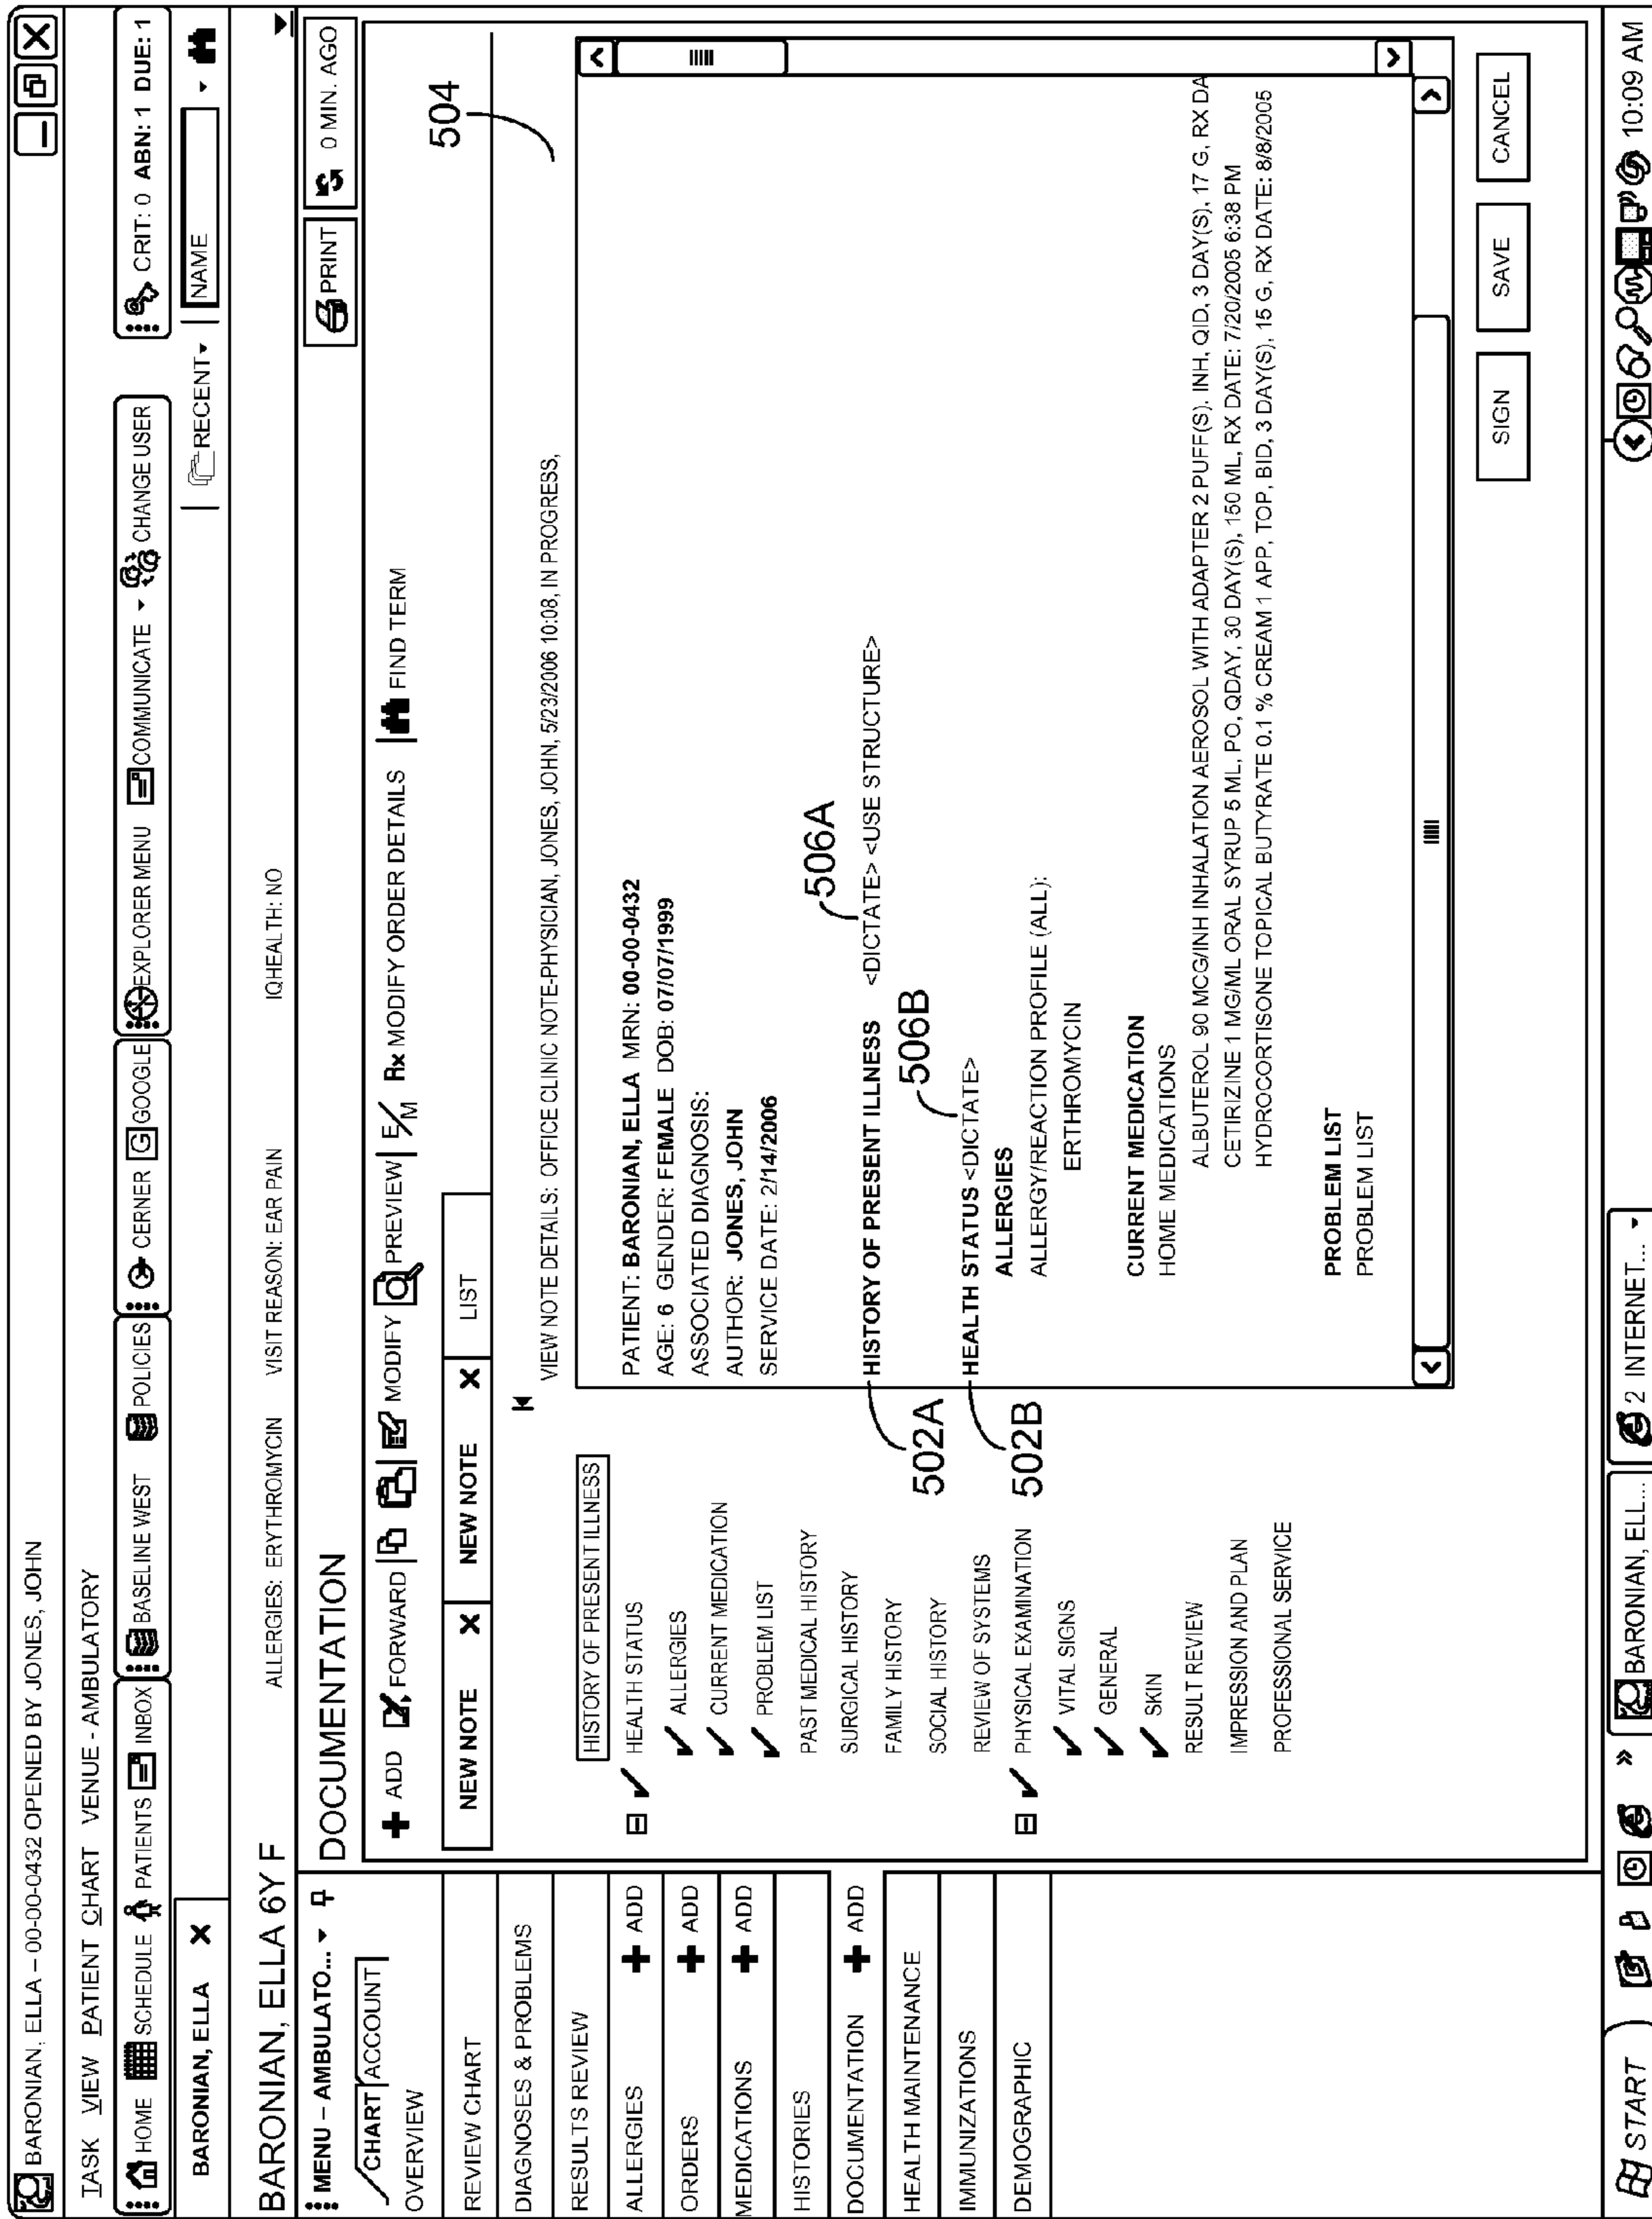 BARONIAN, ELLA – 00-00-0432 OPENED BY JONES, JOHN
TASK VIEW PATIENT CHART VENUE - AMBULATORY
HOME SCHEDULE PATIENTS INBOX BASELINE WEST POLICIES CERNER G GOOGLE EXPLORER MENU COMMUNICATE CHANGE USER CRIT: 0 ABN: 1 DUE: 1
BARONIAN, ELLA X RECENT NAME
BARONIAN, ELLA 6Y F ALLERGIES: ERYTHROMYCIN VISIT REASON: EAR PAIN IQHEALTH: NO
MENU – AMBULATO...
DOCUMENTATION
PRINT 0 MIN. AGO
CHART ACCOUNT
OVERVIEW
REVIEW CHART
DIAGNOSES & PROBLEMS
RESULTS REVIEW
ALLERGIES + ADD
ORDERS + ADD
MEDICATIONS + ADD
HISTORIES
DOCUMENTATION + ADD
HEALTH MAINTENANCE
IMMUNIZATIONS
DEMOGRAPHIC
+ ADD FORWARD MODIFY PREVIEW E/M Rx MODIFY ORDER DETAILS FIND TERM
NEW NOTE X NEW NOTE X LIST
504
VIEW NOTE DETAILS: OFFICE CLINIC NOTE-PHYSICIAN, JONES, JOHN, 5/23/2006 10:08, IN PROGRESS,
HISTORY OF PRESENT ILLNESS
HEALTH STATUS
ALLERGIES
CURRENT MEDICATION
PROBLEM LIST
PAST MEDICAL HISTORY
SURGICAL HISTORY
FAMILY HISTORY
SOCIAL HISTORY
REVIEW OF SYSTEMS
PHYSICAL EXAMINATION
VITAL SIGNS
GENERAL
SKIN
RESULT REVIEW
IMPRESSION AND PLAN
PROFESSIONAL SERVICE
PATIENT: BARONIAN, ELLA MRN: 00-00-0432
AGE: 6 GENDER: FEMALE DOB: 07/07/1999
ASSOCIATED DIAGNOSIS:
AUTHOR: JONES, JOHN
SERVICE DATE: 2/14/2006
506A
HISTORY OF PRESENT ILLNESS <DICTATE> <USE STRUCTURE>
502A
506B
HEALTH STATUS <DICTATE>
502B
ALLERGIES
ALLERGY/REACTION PROFILE (ALL):
ERTHROMYCIN
CURRENT MEDICATION
HOME MEDICATIONS
ALBUTEROL 90 MCG/INH INHALATION AEROSOL WITH ADAPTER 2 PUFF(S), INH, QID, 3 DAY(S), 17 G, RX DA
CETIRIZINE 1 MG/ML ORAL SYRUP 5 ML, PO, QDAY, 30 DAY(S), 150 ML, RX DATE: 7/20/2005 6:38 PM
HYDROCORTISONE TOPICAL BUTYRATE 0.1 % CREAM 1 APP, TOP, BID, 3 DAY(S), 15 G, RX DATE: 8/8/2005
PROBLEM LIST
PROBLEM LIST
SIGN SAVE CANCEL
START » BARONIAN, ELL... 2 INTERNET... 10:09 AM